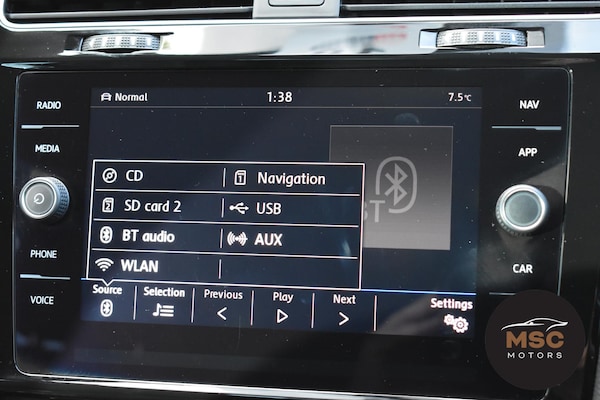 RADIO
MEDIA
PHONE
VOICE
Normal 1:38 7.5°C
CD Navigation
SD card 2 USB
BT audio AUX
WLAN
BT
Source Selection Previous Play Next Settings
NAV
APP
CAR
MSC
MOTORS